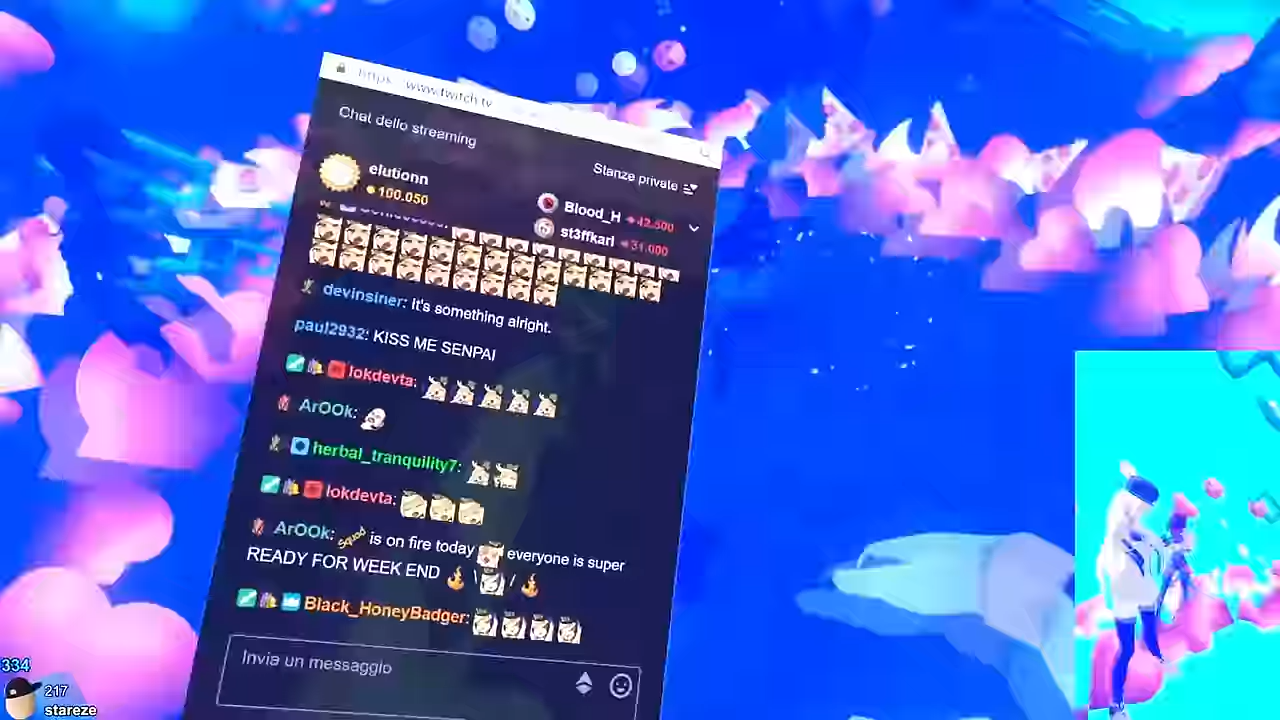 https www.twitch.tv
Chat dello streaming
Stanze private
elutionn
100.050
Blood_H 42.500
st3ffkarl 31.000
devinsiner: It's something alright.
paul2932: KISS ME SENPAI
lokdevta:
ArOOk:
herbal_tranquility7:
lokdevta:
ArOOk: squad is on fire today everyone is super
READY FOR WEEK END \ /
Black_HoneyBadger:
Invia un messaggio
334
217
stareze